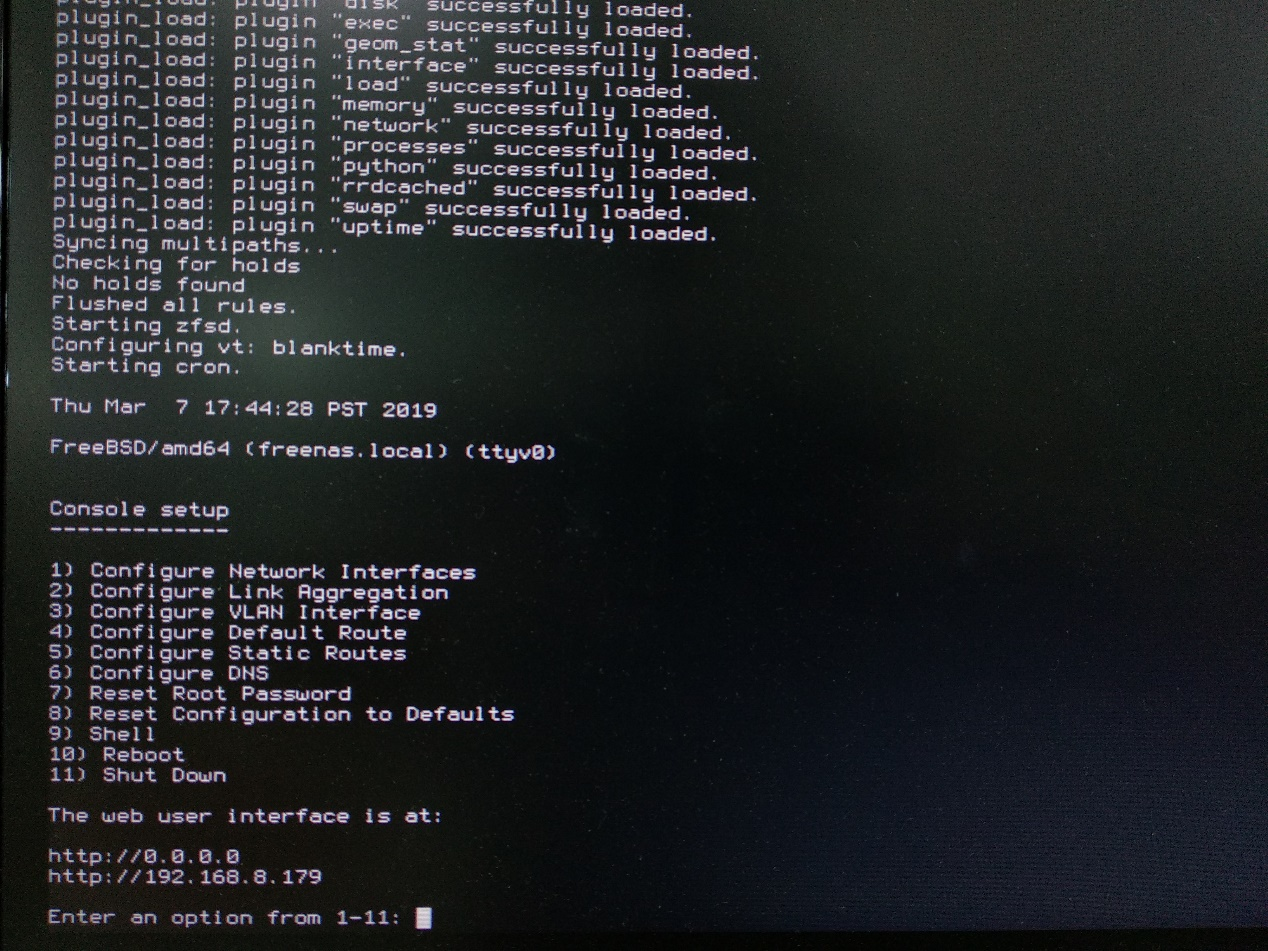 plugin_load: plugin "disk" successfully loaded.
plugin_load: plugin "exec" successfully loaded.
plugin_load: plugin "geom_stat" successfully loaded.
plugin_load: plugin "interface" successfully loaded.
plugin_load: plugin "load" successfully loaded.
plugin_load: plugin "memory" successfully loaded.
plugin_load: plugin "network" successfully loaded.
plugin_load: plugin "processes" successfully loaded.
plugin_load: plugin "python" successfully loaded.
plugin_load: plugin "rrdcached" successfully loaded.
plugin_load: plugin "swap" successfully loaded.
plugin_load: plugin "uptime" successfully loaded.
Syncing multipaths...
Checking for holds
No holds found
Flushed all rules.
Starting zfsd.
Configuring vt: blanktime.
Starting cron.
Thu Mar  7 17:44:28 PST 2019
FreeBSD/amd64 (freenas.local) (ttyv0)
Console setup
-------------
1) Configure Network Interfaces
2) Configure Link Aggregation
3) Configure VLAN Interface
4) Configure Default Route
5) Configure Static Routes
6) Configure DNS
7) Reset Root Password
8) Reset Configuration to Defaults
9) Shell
10) Reboot
11) Shut Down
The web user interface is at:
http://0.0.0.0
http://192.168.8.179
Enter an option from 1-11: